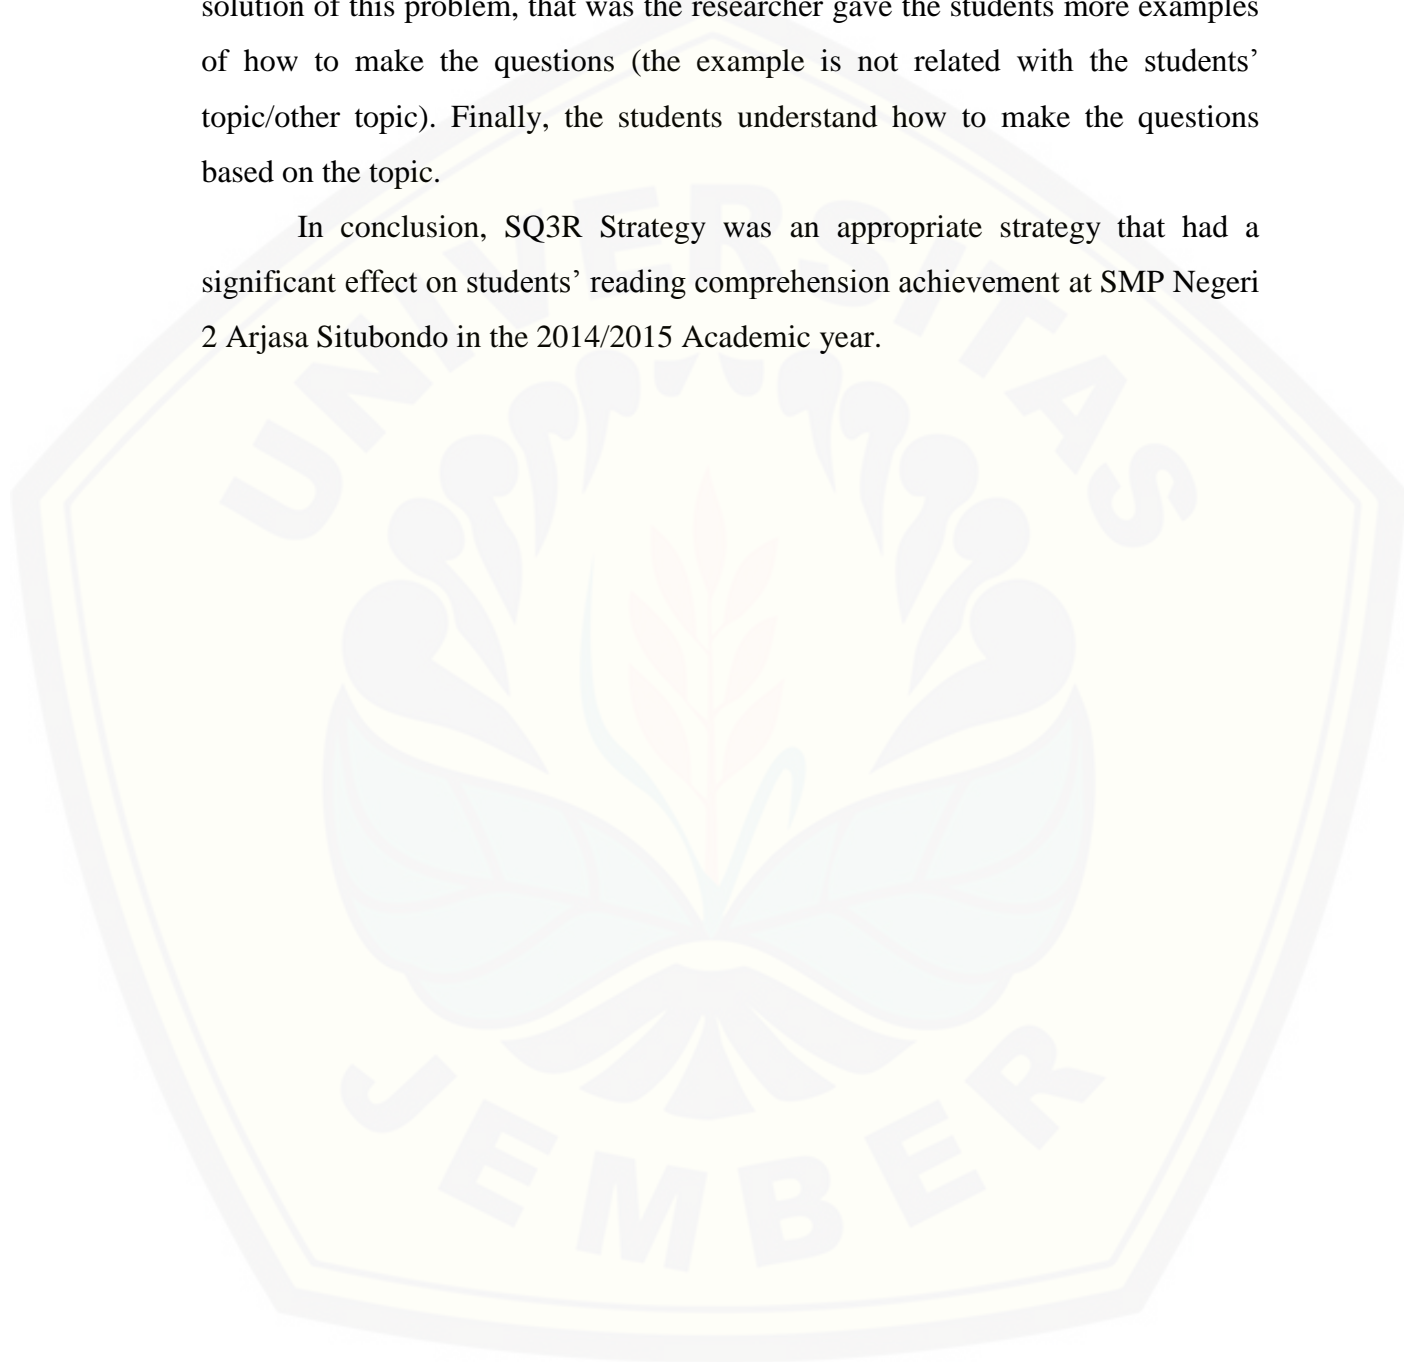 solution of this problem, that was the researcher gave the students more examples
of how to make the questions (the example is not related with the students’
topic/other topic). Finally, the students understand how to make the questions
based on the topic.
In conclusion, SQ3R Strategy was an appropriate strategy that had a
significant effect on students’ reading comprehension achievement at SMP Negeri
2 Arjasa Situbondo in the 2014/2015 Academic year.
UNIVERSITAS
JEMBER